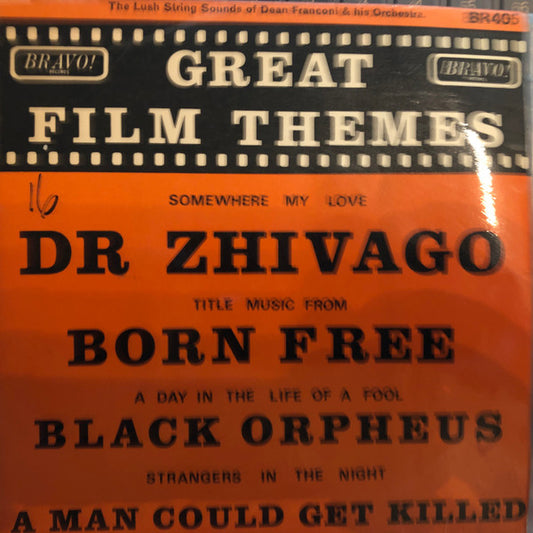 The Lush String Sounds of Dean Franconi & his Orchestra.
BR405
BRAVO!
RECORDS
GREAT
BRAVO!
FILM THEMES
16
SOMEWHERE MY LOVE
DR ZHIVAGO
TITLE MUSIC FROM
BORN FREE
A DAY IN THE LIFE OF A FOOL
BLACK ORPHEUS
STRANGERS IN THE NIGHT
A MAN COULD GET KILLED